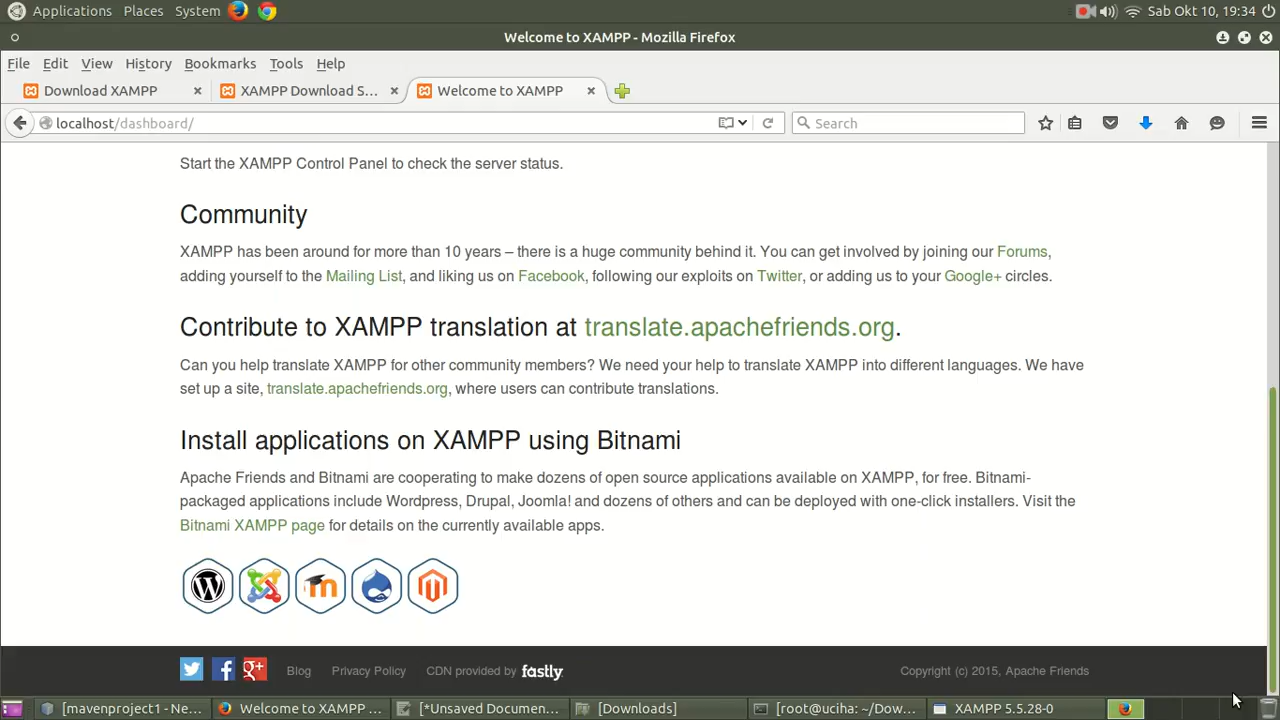 Applications Places System Sab Okt 10, 19:34
Welcome to XAMPP - Mozilla Firefox
File Edit View History Bookmarks Tools Help
Download XAMPP XAMPP Download S... Welcome to XAMPP
localhost/dashboard/ Search
Start the XAMPP Control Panel to check the server status.
Community
XAMPP has been around for more than 10 years – there is a huge community behind it. You can get involved by joining our Forums,
adding yourself to the Mailing List, and liking us on Facebook, following our exploits on Twitter, or adding us to your Google+ circles.
Contribute to XAMPP translation at translate.apachefriends.org.
Can you help translate XAMPP for other community members? We need your help to translate XAMPP into different languages. We have
set up a site, translate.apachefriends.org, where users can contribute translations.
Install applications on XAMPP using Bitnami
Apache Friends and Bitnami are cooperating to make dozens of open source applications available on XAMPP, for free. Bitnami-
packaged applications include Wordpress, Drupal, Joomla! and dozens of others and can be deployed with one-click installers. Visit the
Bitnami XAMPP page for details on the currently available apps.
Blog Privacy Policy CDN provided by fastly Copyright (c) 2015, Apache Friends
[mavenproject1 - Ne... Welcome to XAMPP ... [*Unsaved Documen... [Downloads] [root@uciha: ~/Dow... XAMPP 5.5.28-0